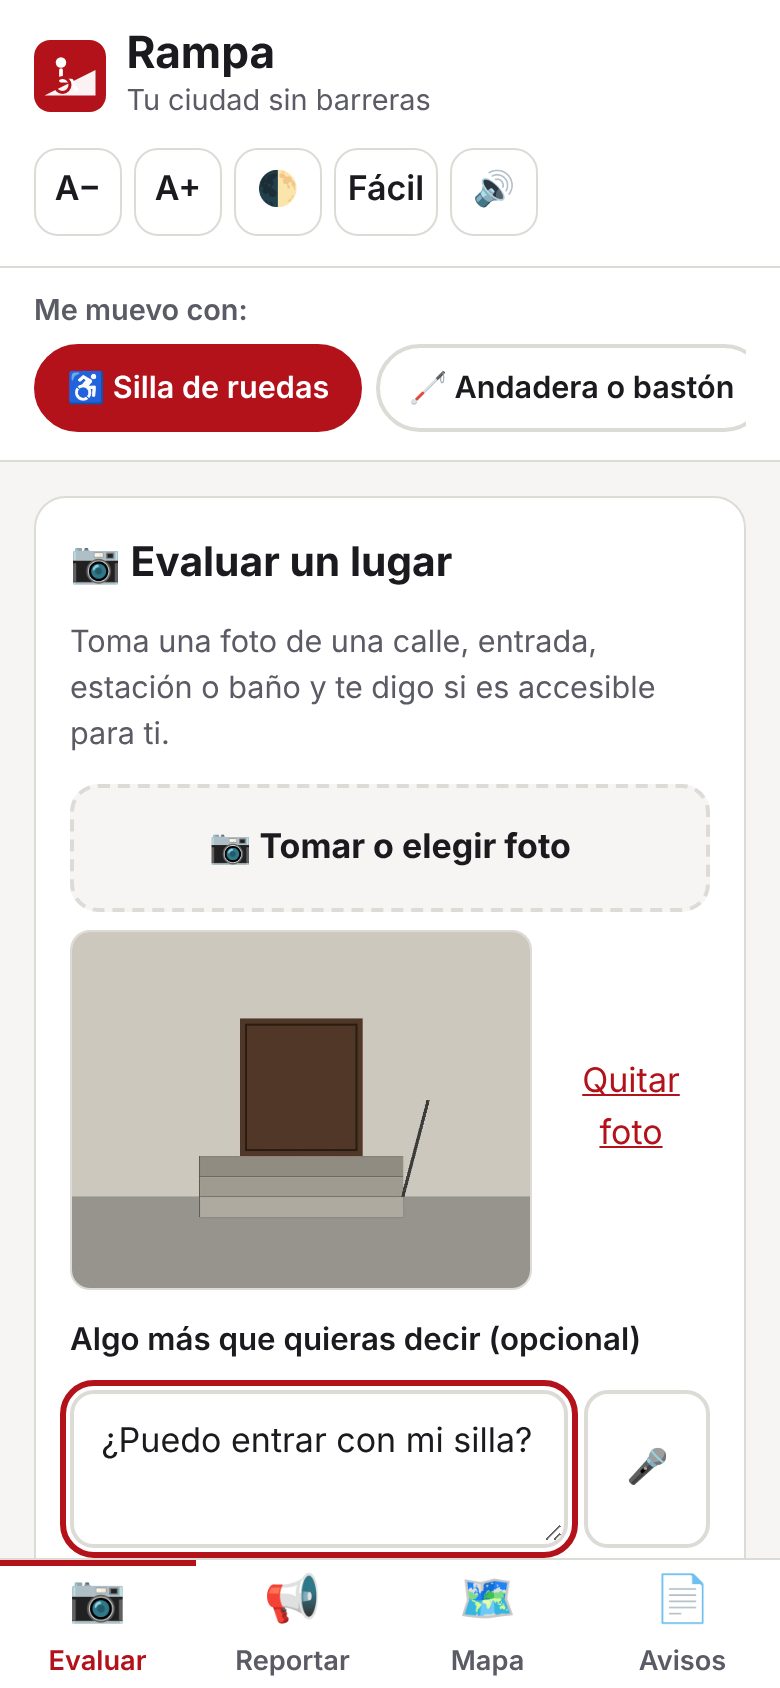 Rampa
Tu ciudad sin barreras
A−
A+
Fácil
Me muevo con:
Silla de ruedas
Andadera o bastón
Evaluar un lugar
Toma una foto de una calle, entrada,
estación o baño y te digo si es accesible
para ti.
Tomar o elegir foto
Quitar
foto
Algo más que quieras decir (opcional)
¿Puedo entrar con mi silla?
Evaluar
Reportar
Mapa
Avisos